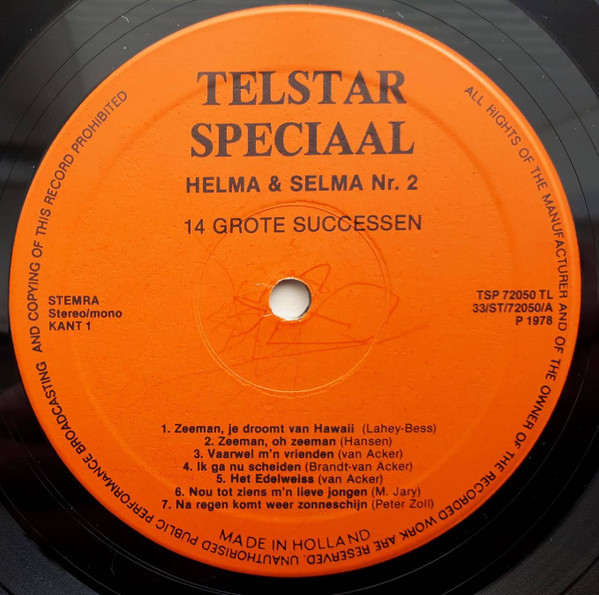 TELSTAR
SPECIAAL
HELMA & SELMA Nr. 2
14 GROTE SUCCESSEN
STEMRA
Stereo/mono
KANT 1
TSP 72050 TL
33/ST/72050/A
P 1978
1. Zeeman, je droomt van Hawaii (Lahey-Bess)
2. Zeeman, oh zeeman (Hansen)
3. Vaarwel m'n vrienden (van Acker)
4. Ik ga nu scheiden (Brandt-van Acker)
5. Het Edelweiss (van Acker)
6. Nou tot ziens m'n lieve jongen (M. Jary)
7. Na regen komt weer zonneschijn (Peter Zoll)
MADE IN HOLLAND
ALL RIGHTS OF THE MANUFACTURER AND OF THE OWNER OF THE RECORDED WORK ARE RESERVED. UNAUTHORISED PUBLIC PERFORMANCE BROADCASTING AND COPYING OF THIS RECORD PROHIBITED